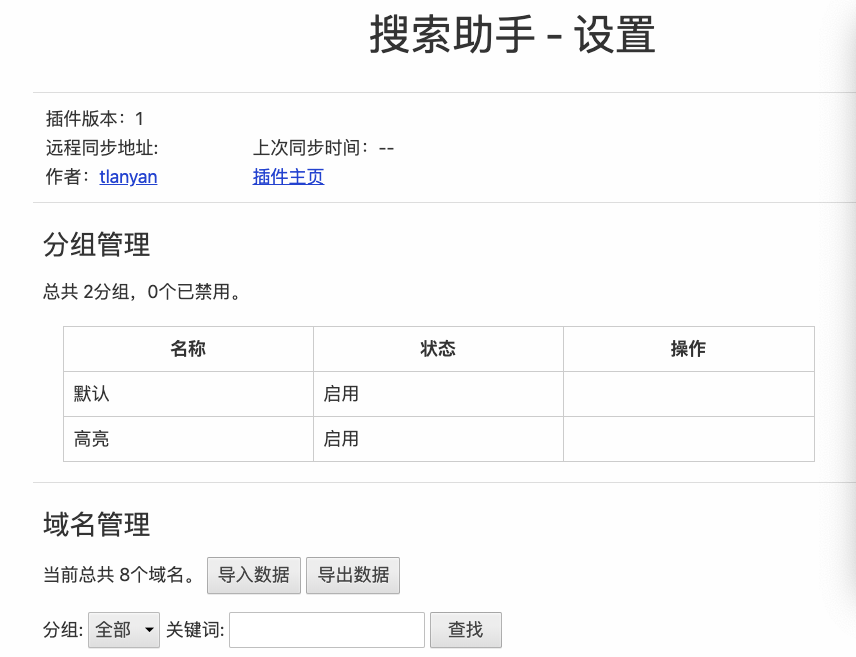 搜索助手 - 设置
插件版本：1
远程同步地址: 上次同步时间：--
作者：tlanyan 插件主页
分组管理
总共 2分组，0个已禁用。
名称 状态 操作
默认 启用
高亮 启用
域名管理
当前总共 8个域名。 导入数据 导出数据
分组: 全部 关键词: 查找